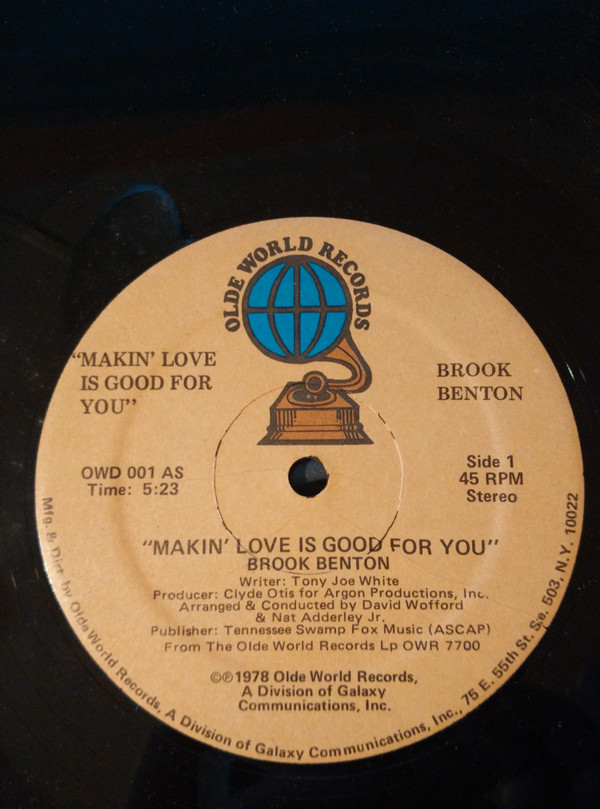 OLDE WORLD RECORDS
"MAKIN' LOVE
IS GOOD FOR
YOU"
BROOK
BENTON
OWD 001 AS
Time: 5:23
Side 1
45 RPM
Stereo
"MAKIN' LOVE IS GOOD FOR YOU"
BROOK BENTON
Writer: Tony Joe White
Producer: Clyde Otis for Argon Productions, Inc.
Arranged & Conducted by David Wofford
& Nat Adderley Jr.
Publisher: Tennessee Swamp Fox Music (ASCAP)
From The Olde World Records Lp OWR 7700
©℗1978 Olde World Records,
A Division of Galaxy
Communications, Inc.
Mfg. & Dist. by Olde World Records, A Division of Galaxy Communications, Inc., 75 E. 55th St. Se. 503, N.Y. 10022